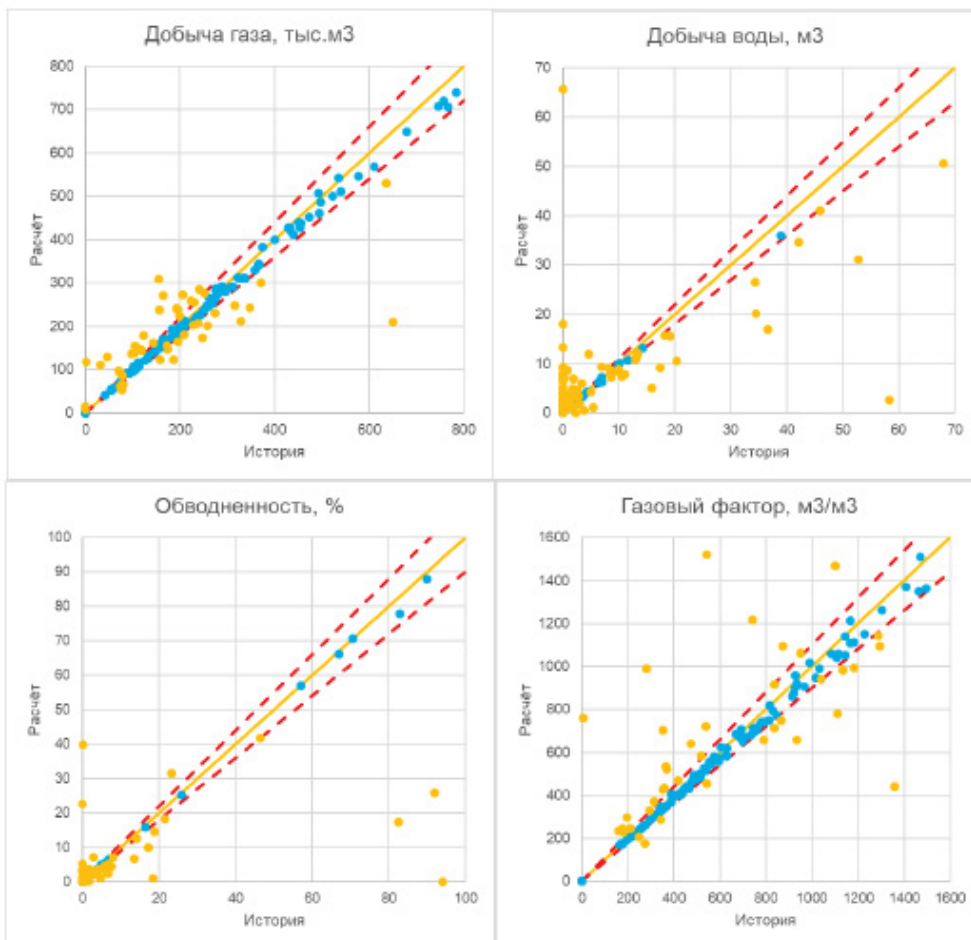 Добыча газа, тыс.м3
800
700
600
500
400
300
200
100
0
0 200 400 600 800
Расчёт
История
Добыча воды, м3
70
60
50
40
30
20
10
0
0 10 20 30 40 50 60 70
Расчёт
История
Обводненность, %
100
90
80
70
60
50
40
30
20
10
0
0 20 40 60 80 100
Расчёт
История
Газовый фактор, м3/м3
1600
1400
1200
1000
800
600
400
200
0
0 200 400 600 800 1000 1200 1400 1600
Расчёт
История